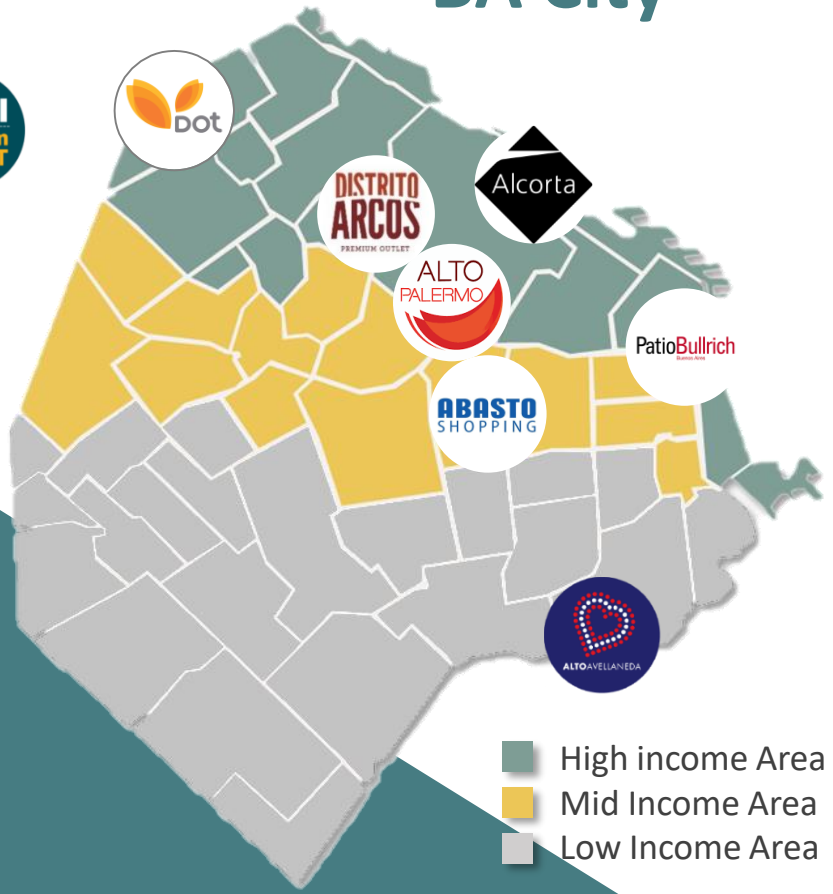 BA City
DOT
DISTRITO
ARCOS
PREMIUM OUTLET
Alcorta
ALTO
PALERMO
PatioBullrich
Buenos Aires
ABASTO
SHOPPING
ALTOAVELLANEDA
High income Area
Mid Income Area
Low Income Area